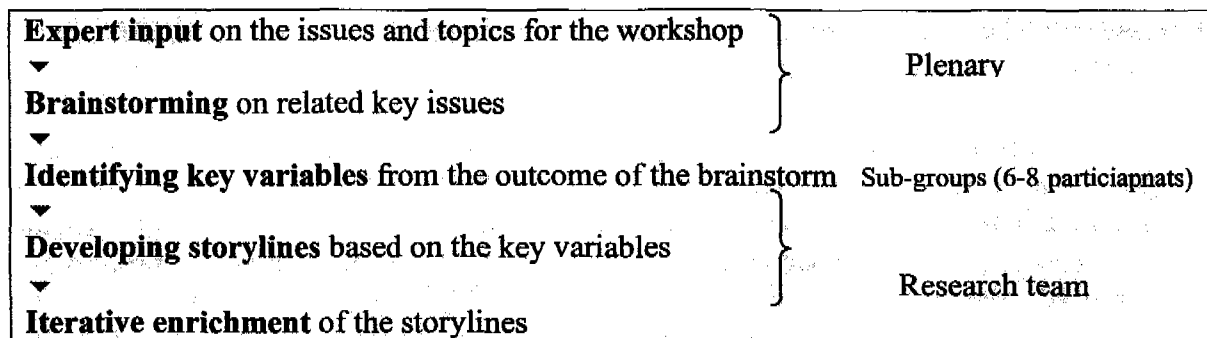 Expert input on the issues and topics for the workshop
Plenary
Brainstorming on related key issues
Identifying key variables from the outcome of the brainstorm Sub-groups (6-8 particiapnats)
Developing storylines based on the key variables
Research team
Iterative enrichment of the storylines